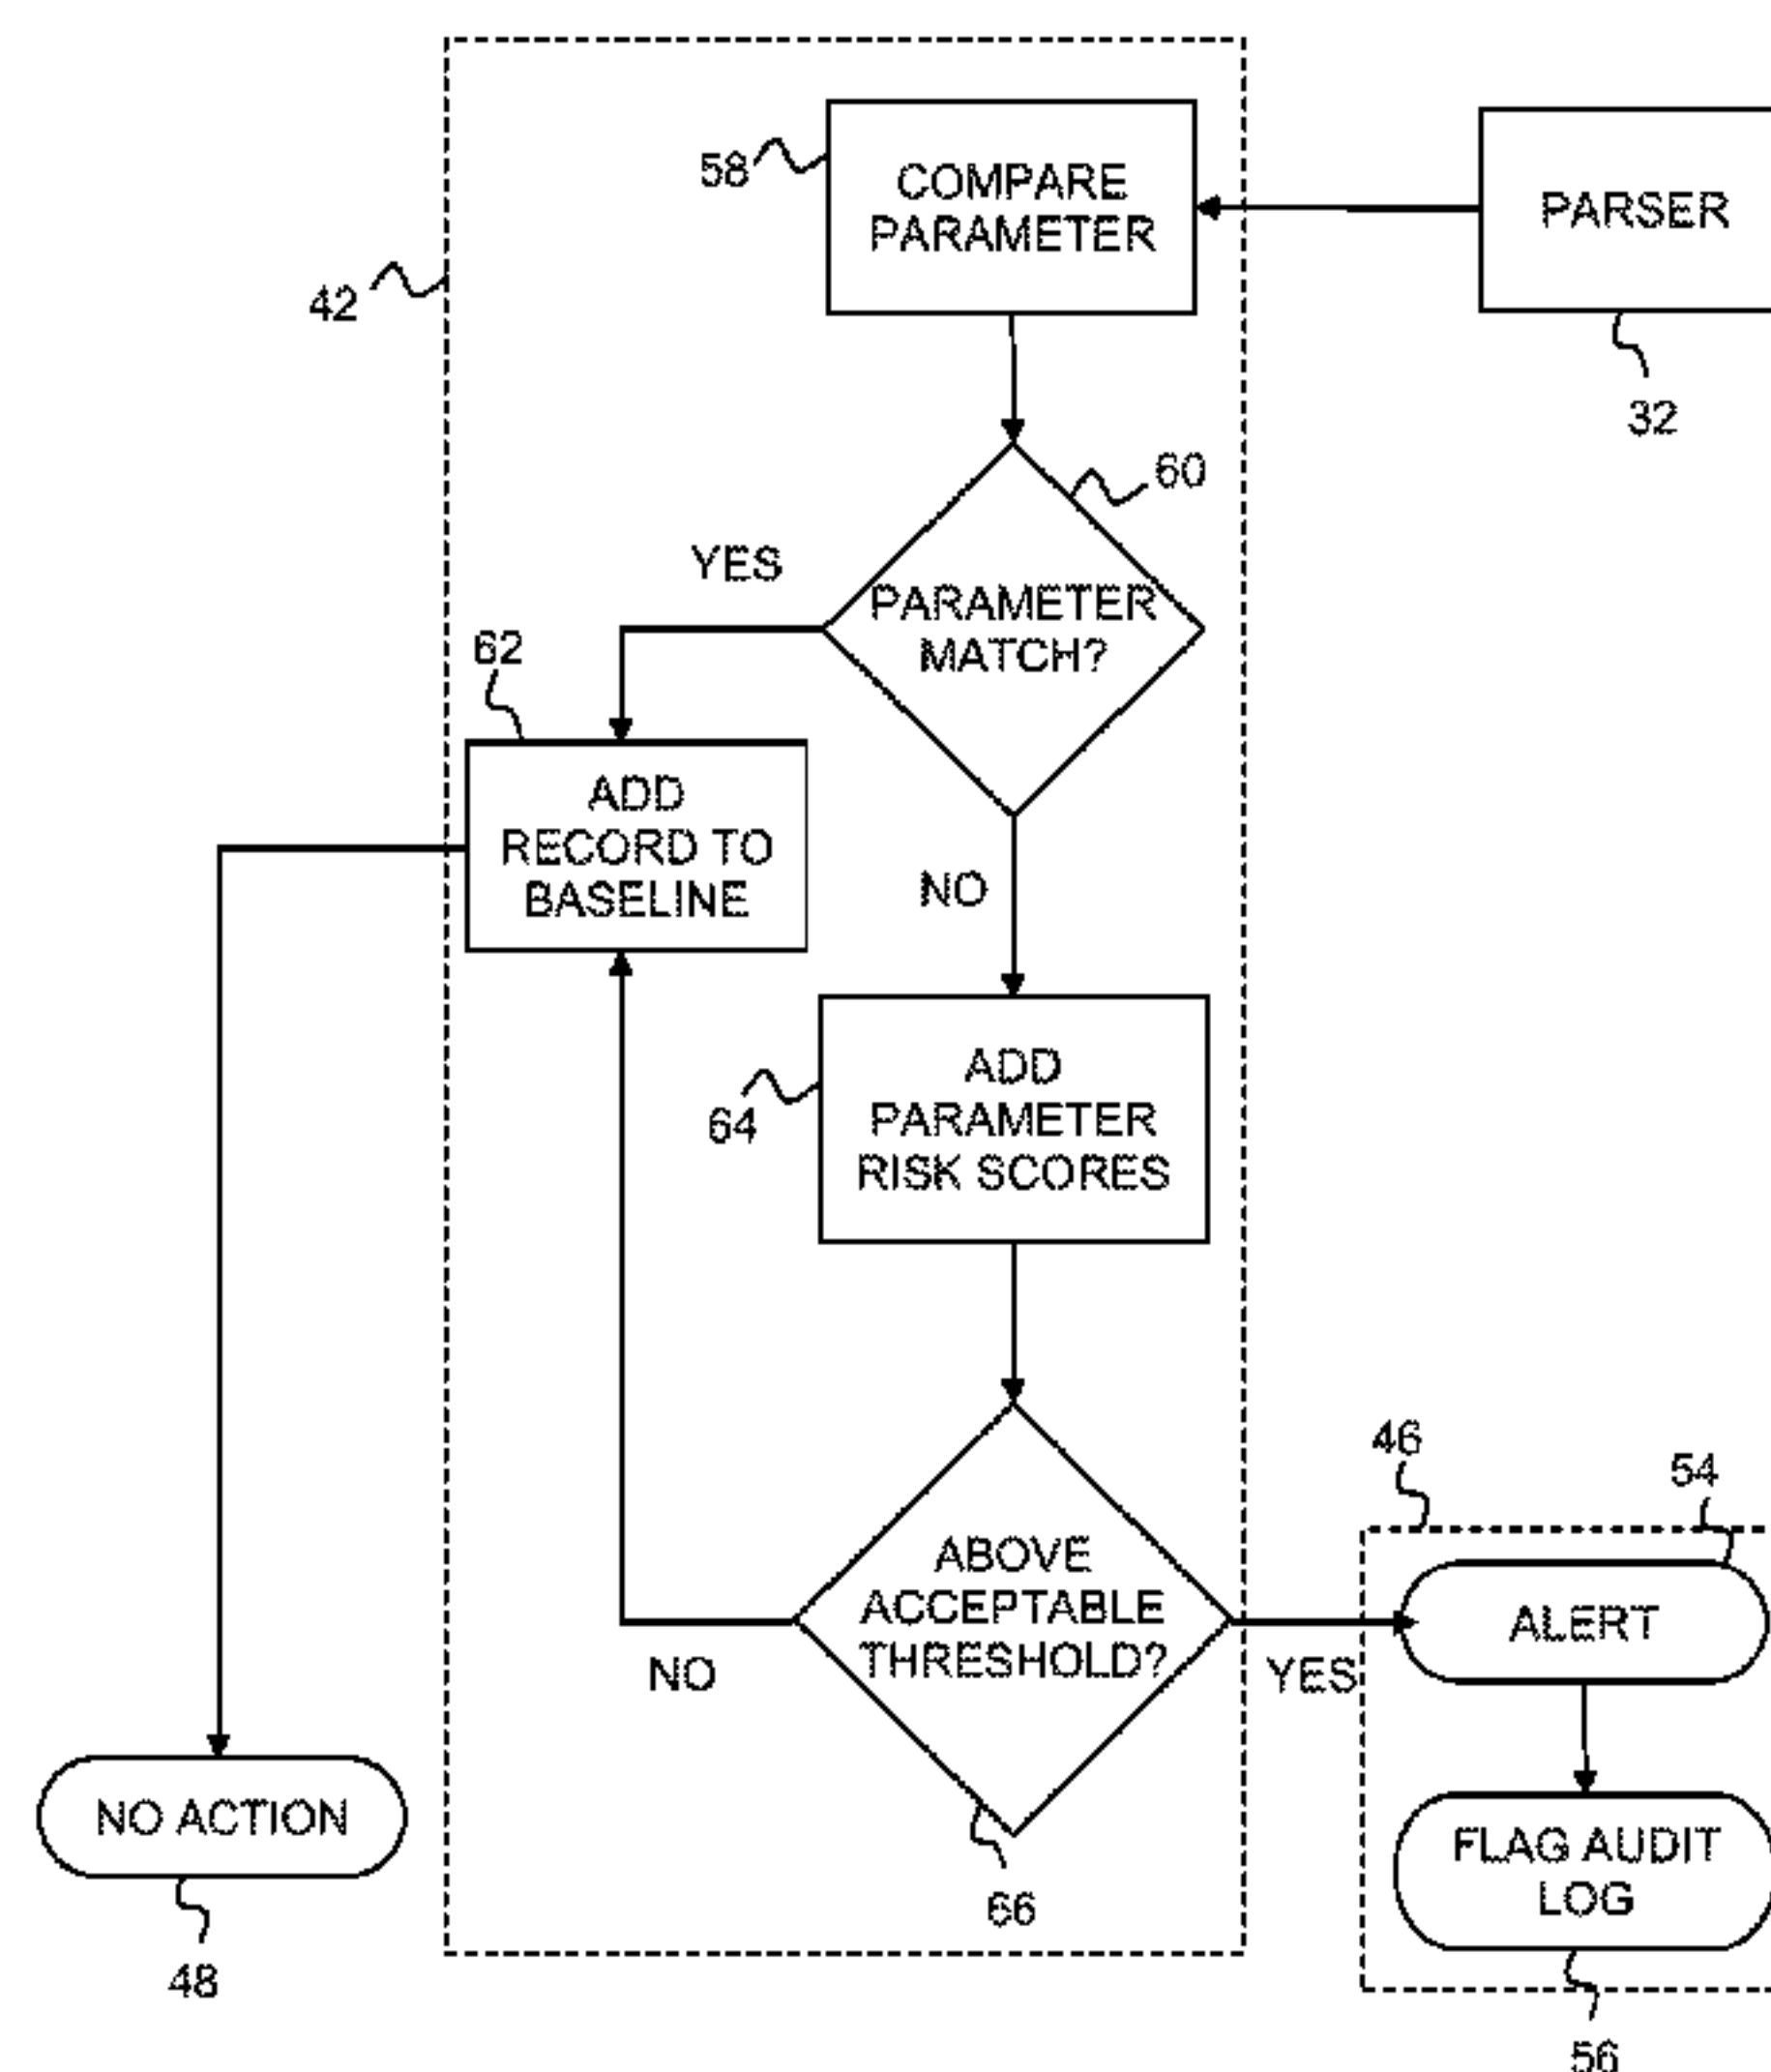 58
COMPARE
PARAMETER
PARSER
42
32
60
YES
PARAMETER
MATCH?
62
ADD
RECORD TO
BASELINE
NO
ADD
PARAMETER
RISK SCORES
64
46
54
ABOVE
ACCEPTABLE
THRESHOLD?
ALERT
NO
YES
NO ACTION
FLAG AUDIT
LOG
66
48
56